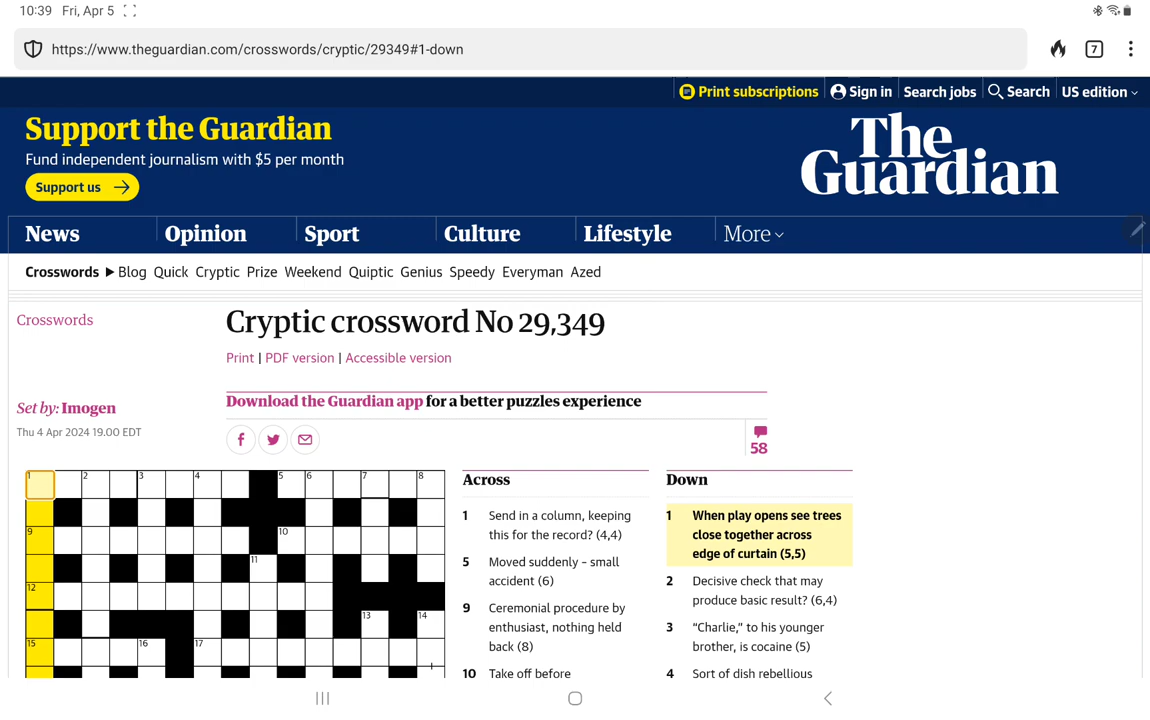 10:39 Fri, Apr 5
https://www.theguardian.com/crosswords/cryptic/29349#1-down
7
Print subscriptions
Sign in
Search jobs
Search
US edition
Support the Guardian
Fund independent journalism with $5 per month
Support us
The
Guardian
News
Opinion
Sport
Culture
Lifestyle
More
Crosswords
Blog
Quick
Cryptic
Prize
Weekend
Quiptic
Genius
Speedy
Everyman
Azed
Crosswords
Cryptic crossword No 29,349
Print | PDF version | Accessible version
Set by: Imogen
Thu 4 Apr 2024 19.00 EDT
Download the Guardian app for a better puzzles experience
58
1 2 3 4 5 6 7 8
9 10
11
12
13 14
15 16 17
Across
1 Send in a column, keeping
this for the record? (4,4)
5 Moved suddenly – small
accident (6)
9 Ceremonial procedure by
enthusiast, nothing held
back (8)
10 Take off before
Down
1 When play opens see trees
close together across
edge of curtain (5,5)
2 Decisive check that may
produce basic result? (6,4)
3 “Charlie,” to his younger
brother, is cocaine (5)
4 Sort of dish rebellious